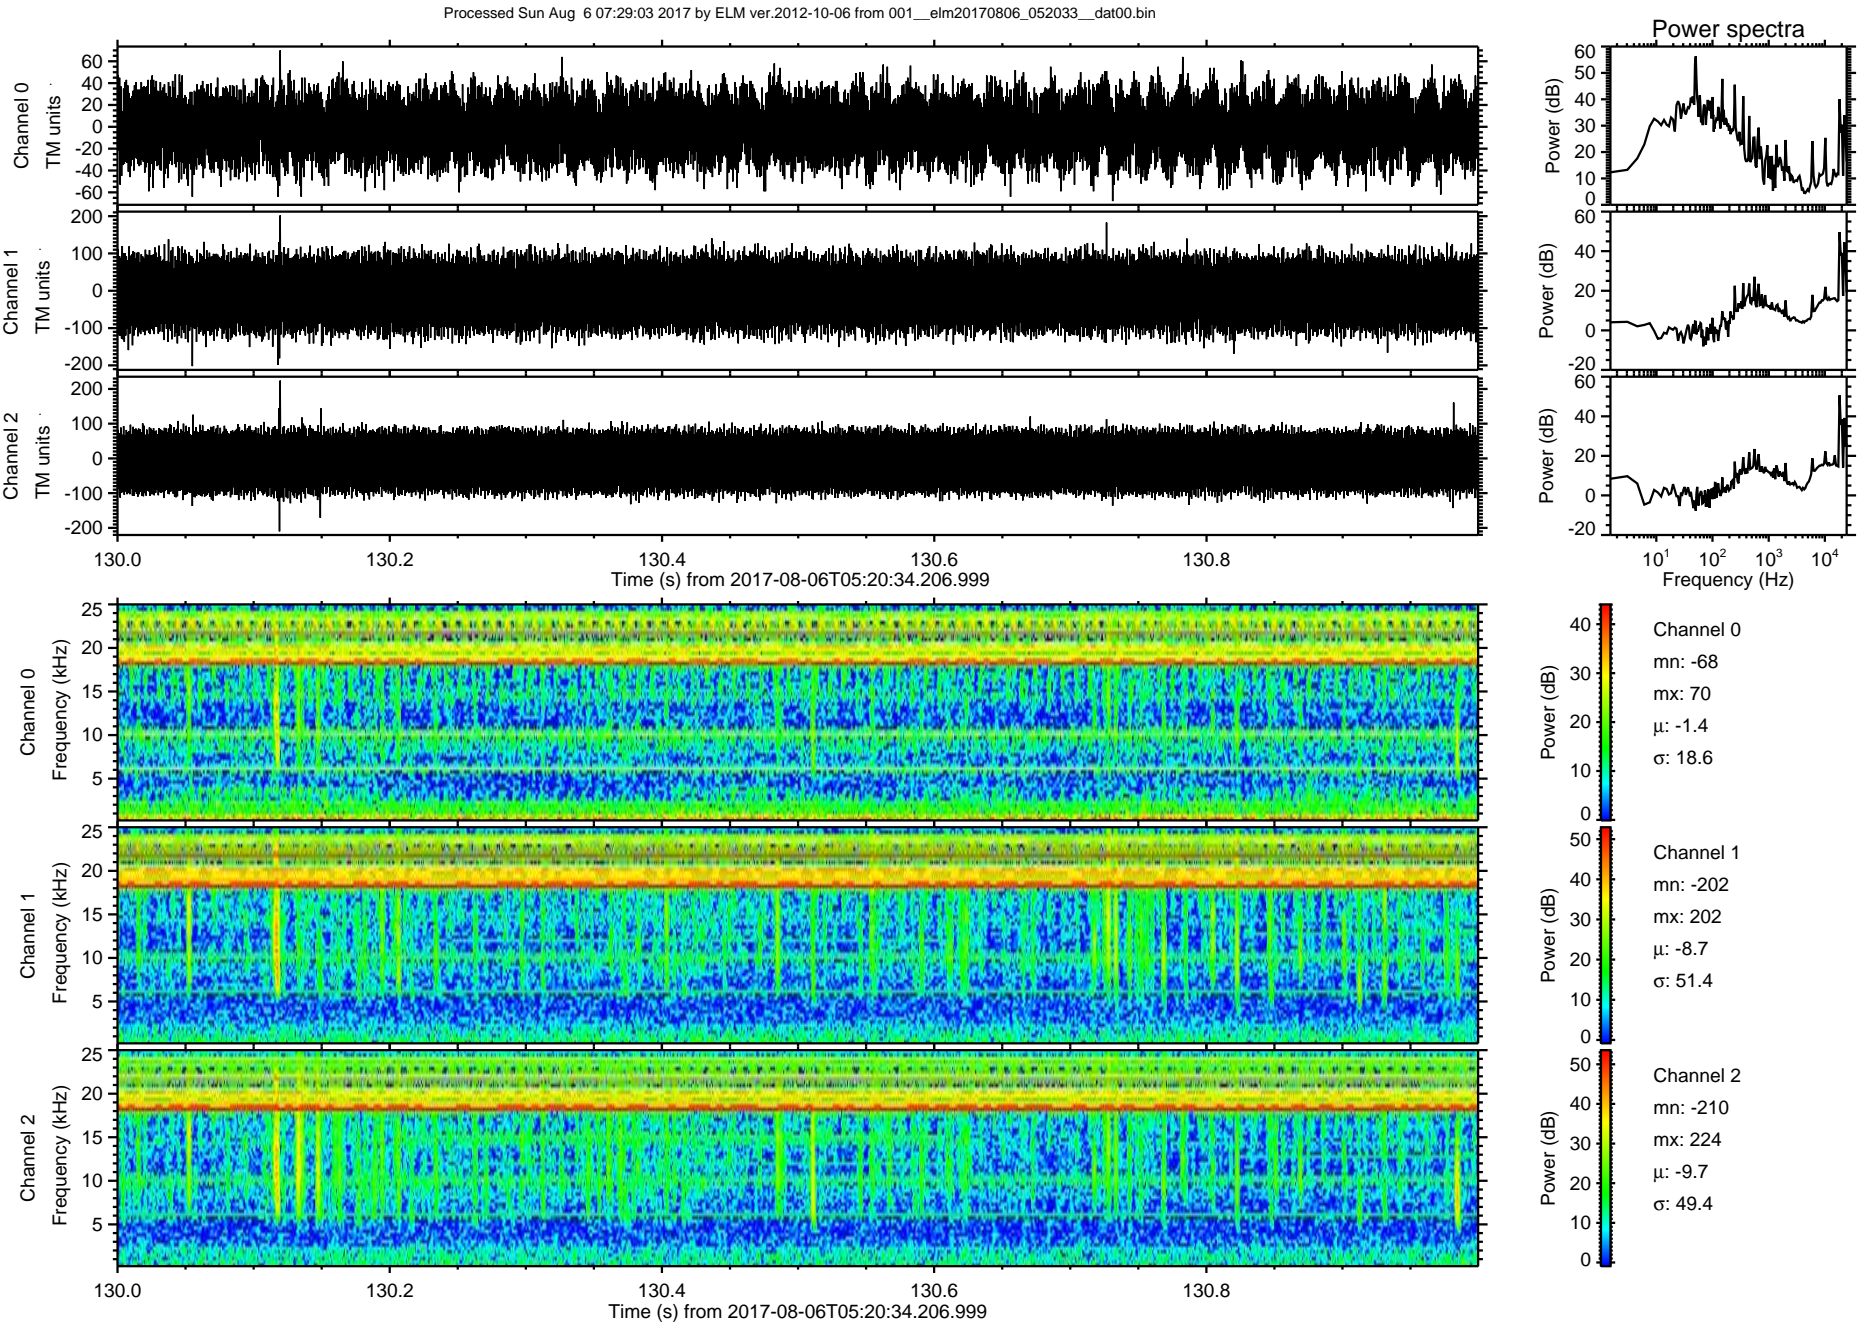 Processed Sun Aug  6 07:29:03 2017 by ELM ver.2012-10-06 from 001__elm20170806_052033__dat00.bin
Power spectra
Channel 0
TM units
60
40
20
0
-20
-40
-60
Power (dB)
60
50
40
30
20
10
0
Channel 1
TM units
200
100
0
-100
-200
Power (dB)
60
40
20
0
-20
Channel 2
TM units
200
100
0
-100
-200
Power (dB)
60
40
20
0
-20
130.0 130.2 130.4 130.6 130.8
Time (s) from 2017-08-06T05:20:34.206.999
10^1 10^2 10^3 10^4
Frequency (Hz)
Channel 0
Frequency (kHz)
25
20
15
10
5
Power (dB)
40
30
20
10
0
Channel 0
mn: -68
mx: 70
μ: -1.4
σ: 18.6
Channel 1
Frequency (kHz)
25
20
15
10
5
Power (dB)
50
40
30
20
10
0
Channel 1
mn: -202
mx: 202
μ: -8.7
σ: 51.4
Channel 2
Frequency (kHz)
25
20
15
10
5
Power (dB)
50
40
30
20
10
0
Channel 2
mn: -210
mx: 224
μ: -9.7
σ: 49.4
130.0 130.2 130.4 130.6 130.8
Time (s) from 2017-08-06T05:20:34.206.999